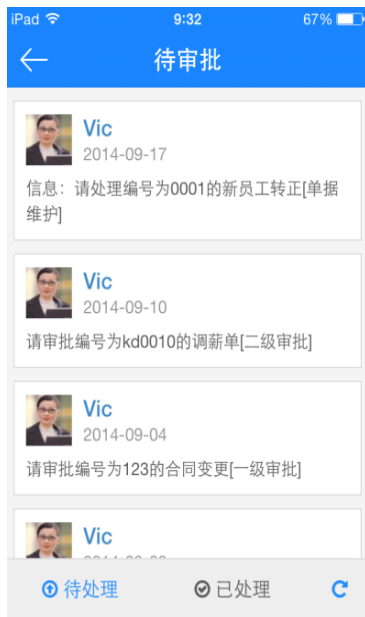 iPad 9:32 67%
待审批
Vic
2014-09-17
信息：请处理编号为0001的新员工转正[单据
维护]
Vic
2014-09-10
请审批编号为kd0010的调薪单[二级审批]
Vic
2014-09-04
请审批编号为123的合同变更[一级审批]
Vic
待处理 已处理